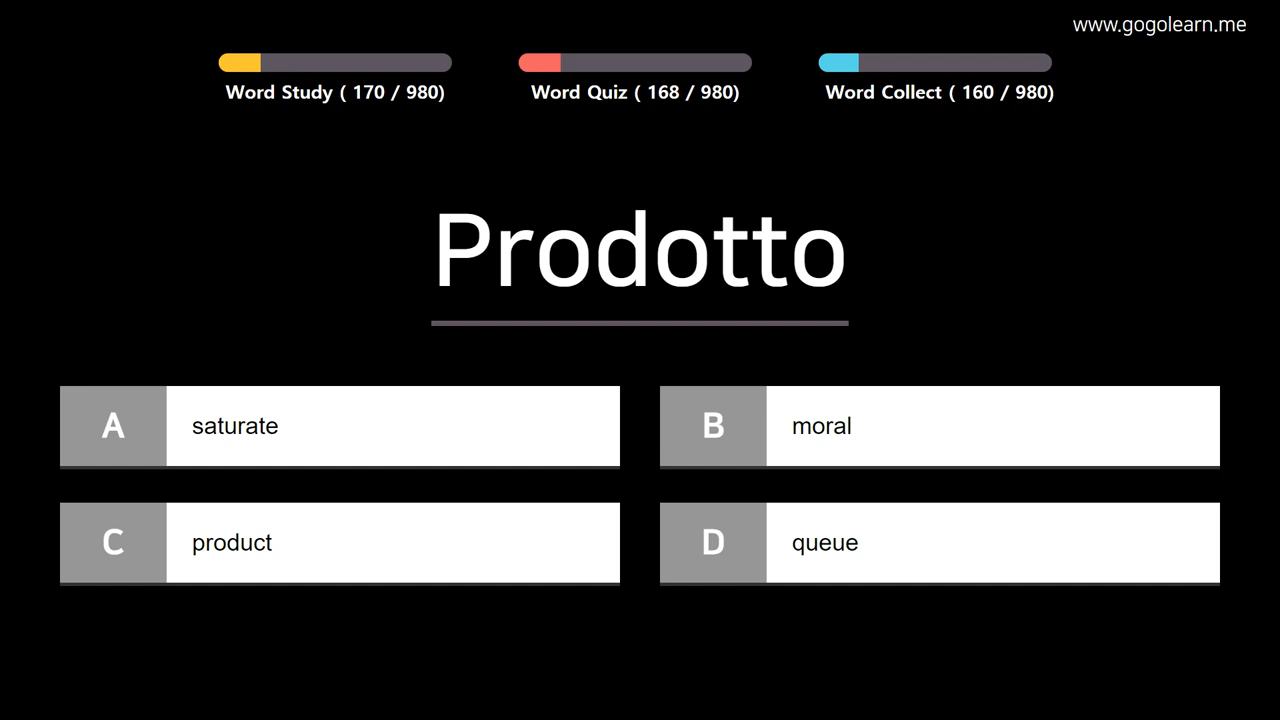 www.gogolearn.me
Word Study ( 170 / 980)
Word Quiz ( 168 / 980)
Word Collect ( 160 / 980)
Prodotto
A saturate
B moral
C product
D queue